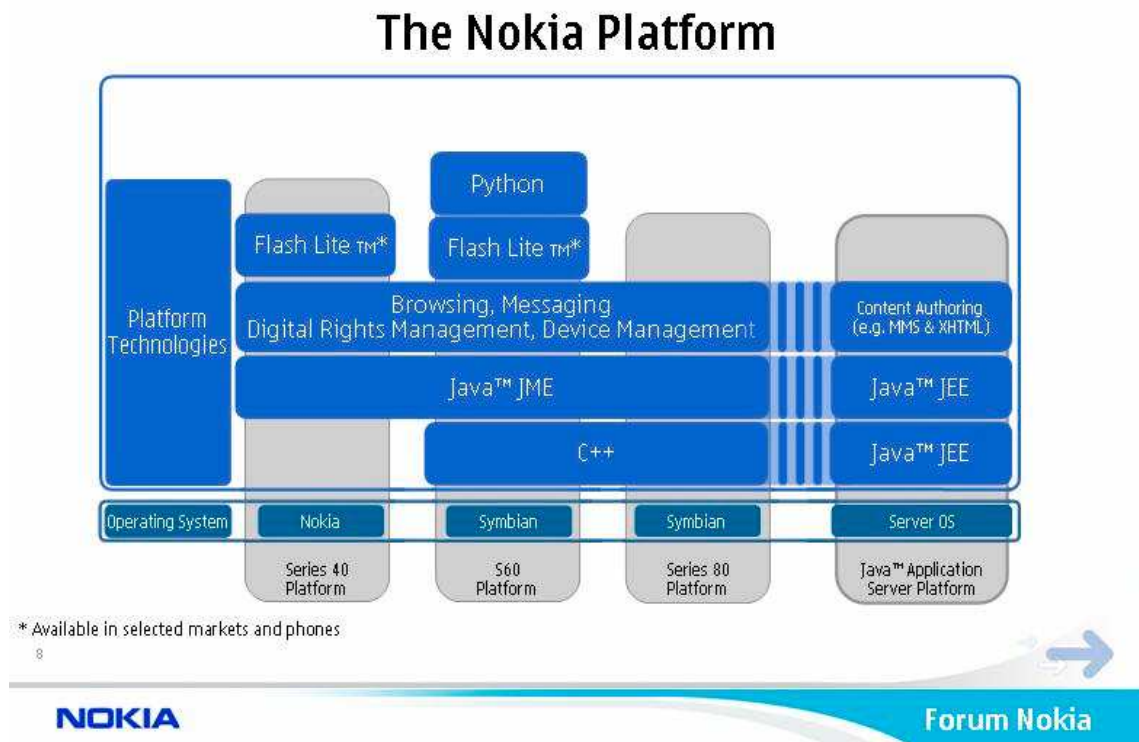 The Nokia Platform
Python
Flash Lite TM*
Flash Lite TM*
Platform
Technologies
Browsing, Messaging
Digital Rights Management, Device Management
Content Authoring
(e.g. MMS & XHTML)
Java™ JME
Java™ JEE
C++
Java™ JEE
Operating System
Nokia
Symbian
Symbian
Server OS
Series 40
Platform
S60
Platform
Series 80
Platform
Java™ Application
Server Platform
* Available in selected markets and phones
8
NOKIA
Forum Nokia